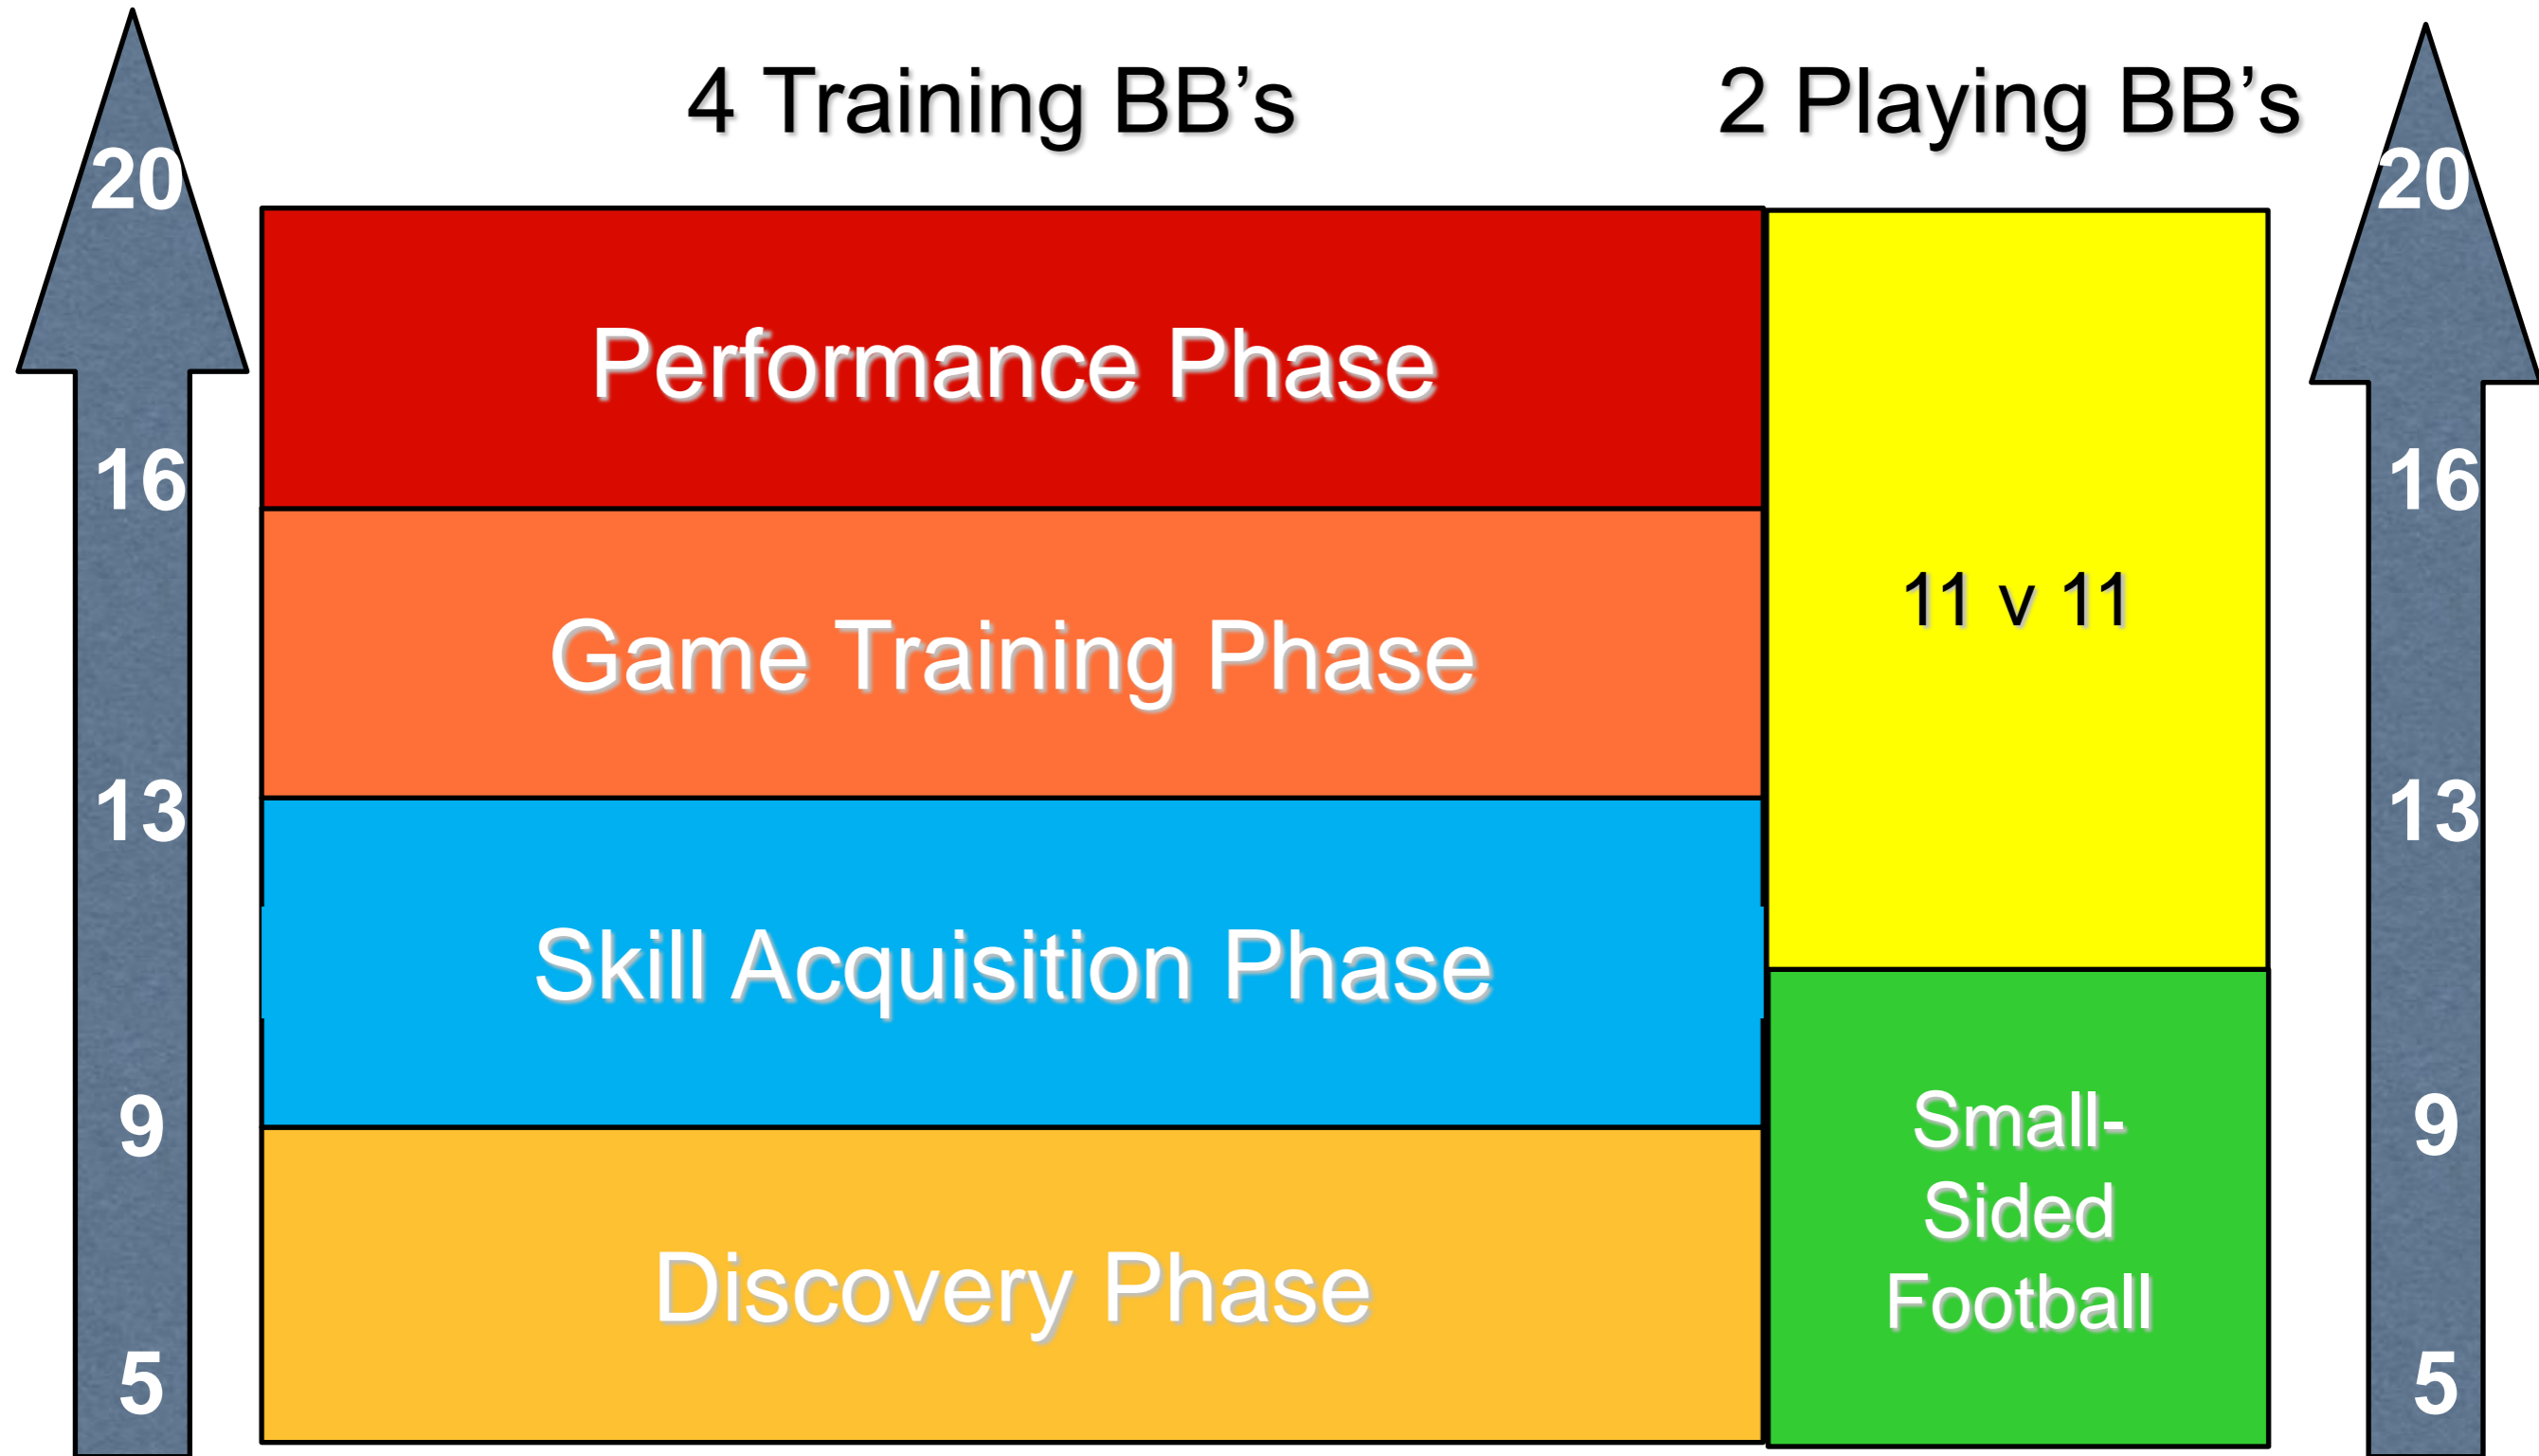 4 Training BB’s
2 Playing BB’s
20
20
Performance Phase
16
16
11 v 11
Game Training Phase
13
13
Skill Acquisition Phase
9
9
Small-
Sided
Football
Discovery Phase
5
5